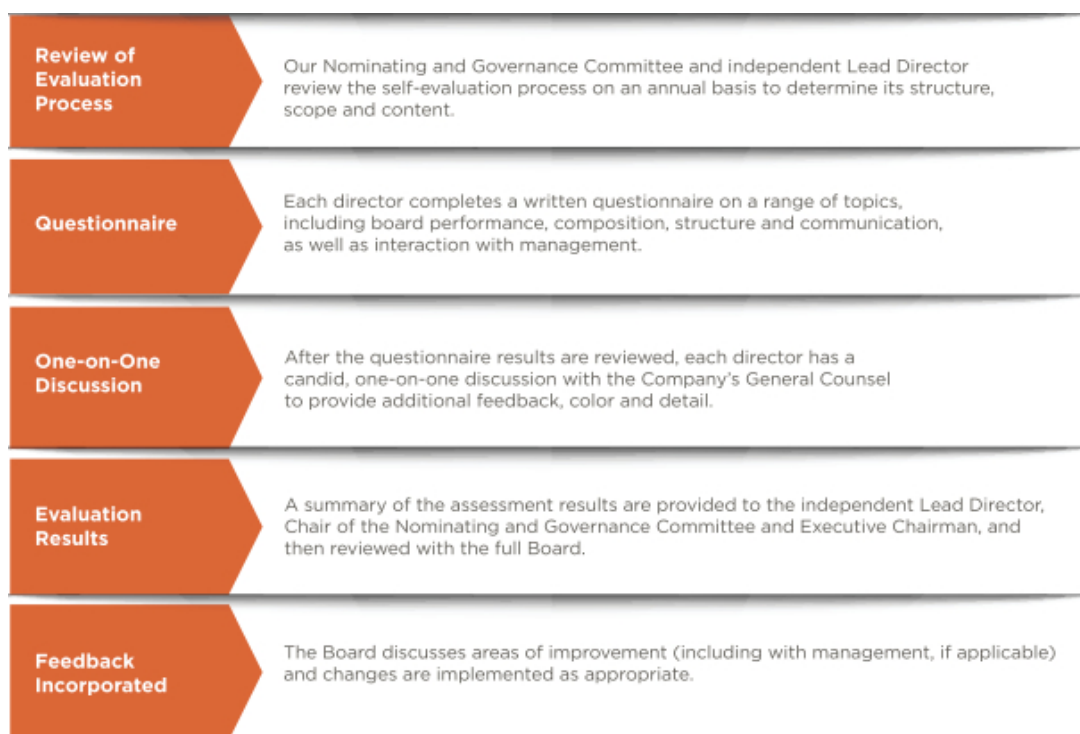 Review of
Evaluation
Process
Our Nominating and Governance Committee and independent Lead Director
review the self-evaluation process on an annual basis to determine its structure,
scope and content.
Questionnaire
Each director completes a written questionnaire on a range of topics,
including board performance, composition, structure and communication,
as well as interaction with management.
One-on-One
Discussion
After the questionnaire results are reviewed, each director has a
candid, one-on-one discussion with the Company's General Counsel
to provide additional feedback, color and detail.
Evaluation
Results
A summary of the assessment results are provided to the independent Lead Director,
Chair of the Nominating and Governance Committee and Executive Chairman, and
then reviewed with the full Board.
Feedback
Incorporated
The Board discusses areas of improvement (including with management, if applicable)
and changes are implemented as appropriate.